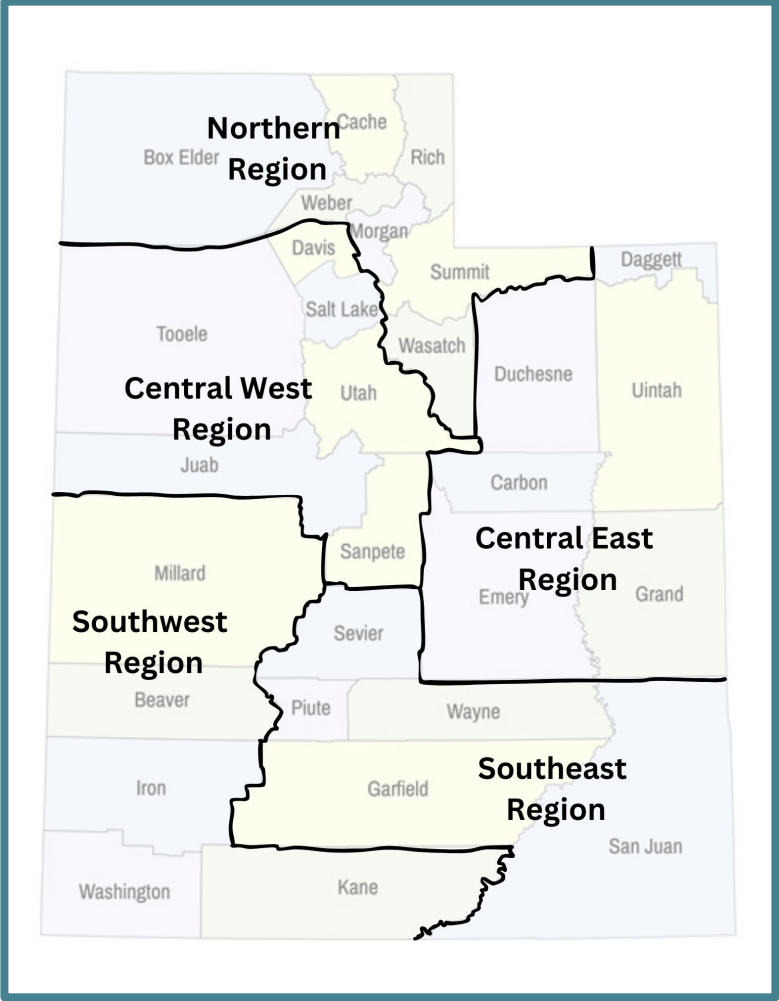 Cache
Northern
Region
Box Elder
Rich
Weber
Morgan
Davis
Summit
Daggett
Salt Lake
Tooele
Wasatch
Duchesne
Uintah
Central West
Region
Utah
Juab
Carbon
Sanpete
Central East
Region
Millard
Emery
Grand
Southwest
Region
Sevier
Beaver
Piute
Wayne
Southeast
Region
Iron
Garfield
San Juan
Washington
Kane